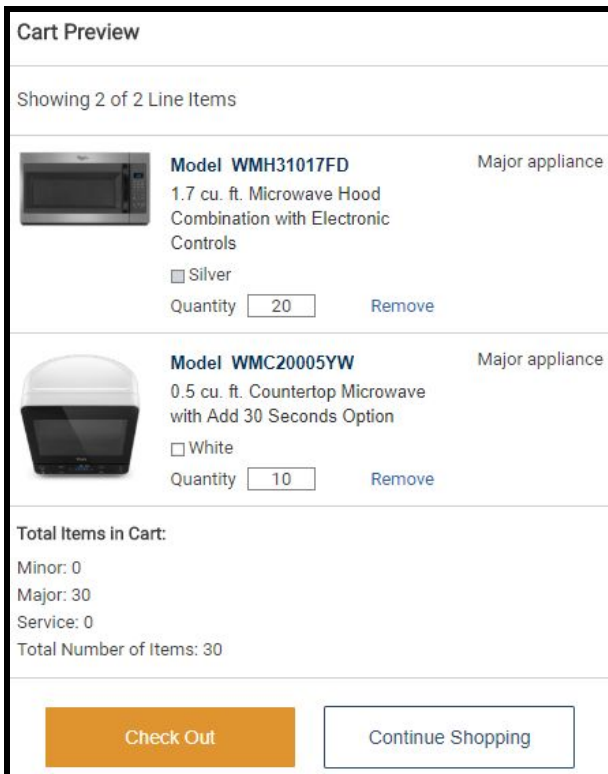 Cart Preview
Showing 2 of 2 Line Items
Model WMH31017FD
Major appliance
1.7 cu. ft. Microwave Hood
Combination with Electronic
Controls
Silver
Quantity 20 Remove
Model WMC20005YW
Major appliance
0.5 cu. ft. Countertop Microwave
with Add 30 Seconds Option
White
Quantity 10 Remove
Total Items in Cart:
Minor: 0
Major: 30
Service: 0
Total Number of Items: 30
Check Out
Continue Shopping